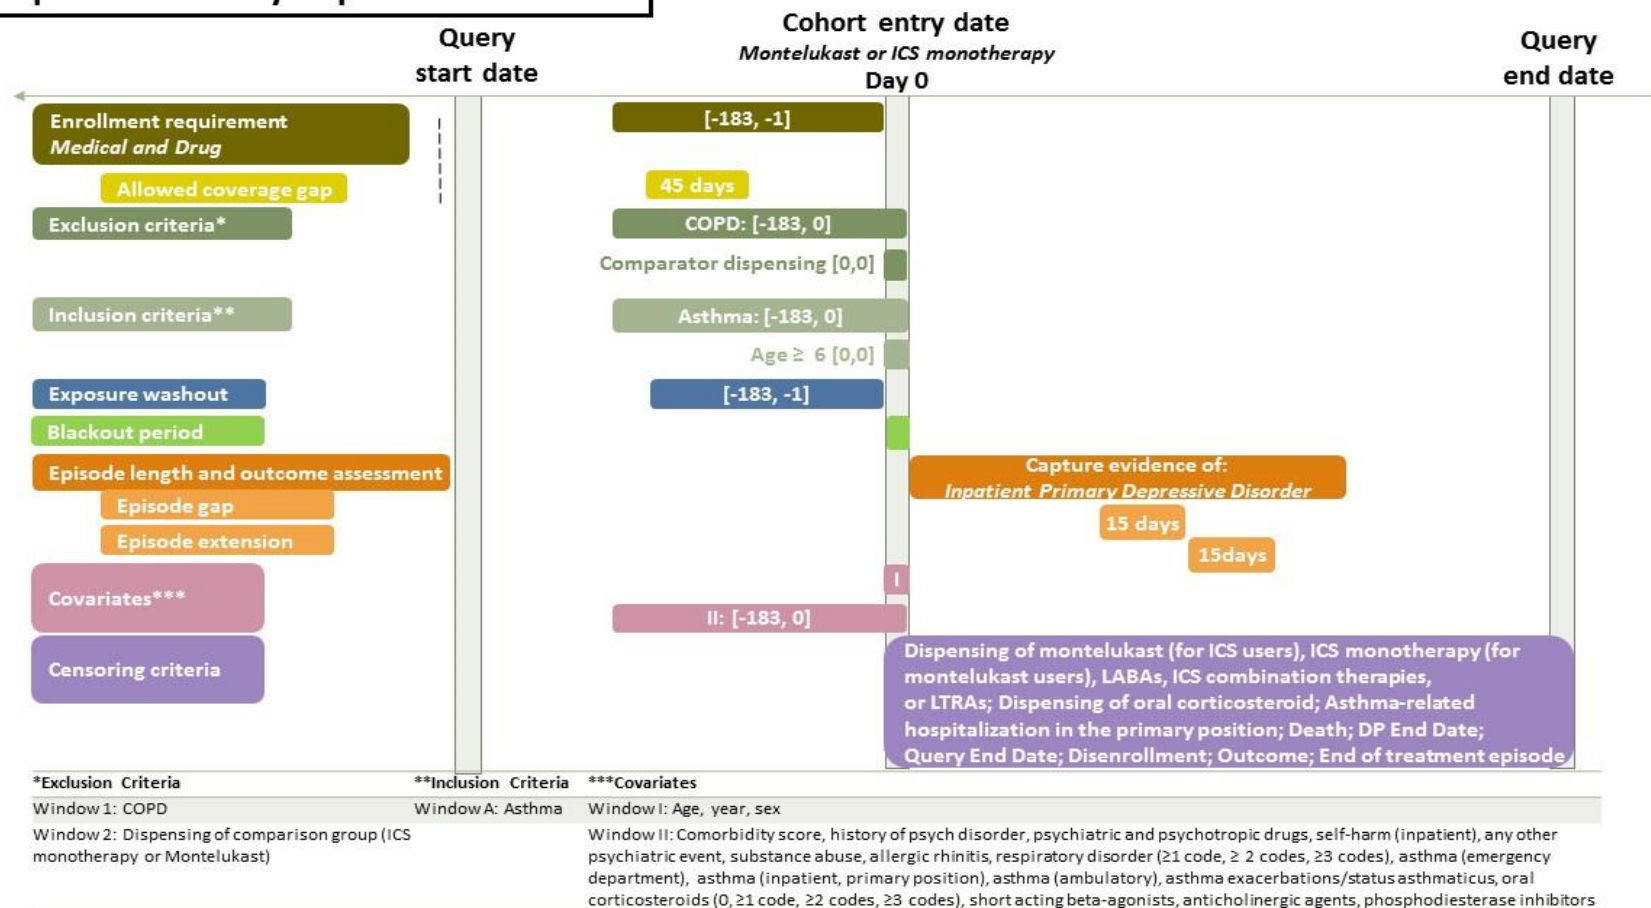 Query
start date
Cohort entry date
Montelukast or ICS monotherapy
Day 0
Query
end date
Enrollment requirement
Medical and Drug
[-183, -1]
Allowed coverage gap
45 days
Exclusion criteria*
COPD: [-183, 0]
Comparator dispensing [0,0]
Inclusion criteria**
Asthma: [-183, 0]
Age ≥ 6 [0,0]
Exposure washout
[-183, -1]
Blackout period
Episode length and outcome assessment
Capture evidence of:
Inpatient Primary Depressive Disorder
Episode gap
15 days
Episode extension
15days
Covariates***
I
II: [-183, 0]
Censoring criteria
Dispensing of montelukast (for ICS users), ICS monotherapy (for
montelukast users), LABAs, ICS combination therapies,
or LTRAs; Dispensing of oral corticosteroid; Asthma-related
hospitalization in the primary position; Death; DP End Date;
Query End Date; Disenrollment; Outcome; End of treatment episode
*Exclusion Criteria
**Inclusion Criteria
***Covariates
Window 1: COPD
Window A: Asthma
Window I: Age, year, sex
Window 2: Dispensing of comparison group (ICS
monotherapy or Montelukast)
Window II: Comorbidity score, history of psych disorder, psychiatric and psychotropic drugs, self-harm (inpatient), any other
psychiatric event, substance abuse, allergic rhinitis, respiratory disorder (≥1 code, ≥ 2 codes, ≥3 codes), asthma (emergency
department), asthma (inpatient, primary position), asthma (ambulatory), asthma exacerbations/status asthmaticus, oral
corticosteroids (0, ≥1 code, ≥2 codes, ≥3 codes), short acting beta-agonists, anticholinergic agents, phosphodiesterase inhibitors